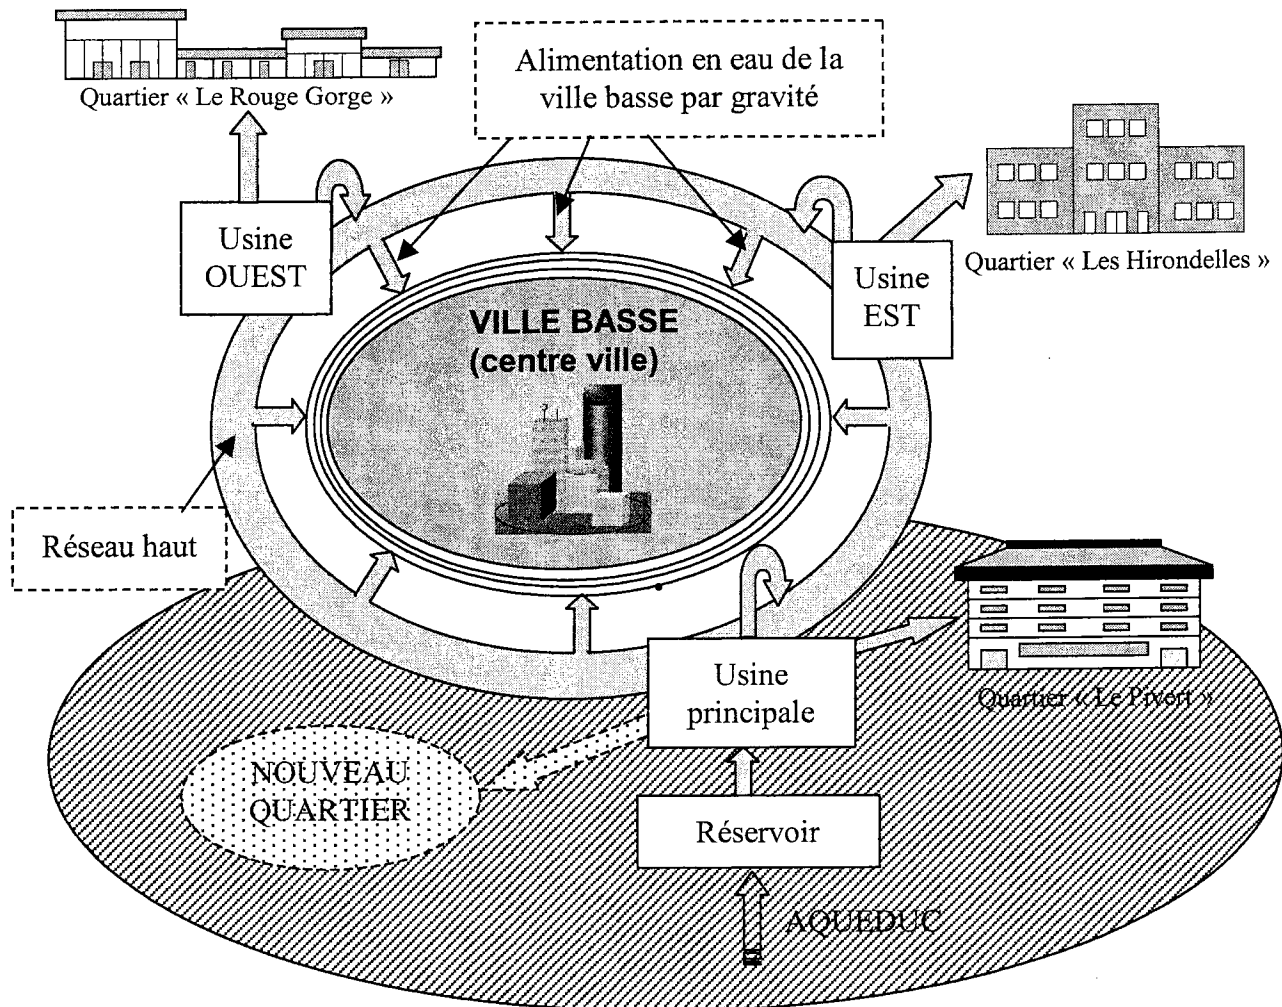 Quartier « Le Rouge Gorge »
Alimentation en eau de la
ville basse par gravité
Usine
OUEST
Usine
EST
Quartier « Les Hirondelles »
VILLE BASSE
(centre ville)
Réseau haut
Usine
principale
Quartier « Le Pivert »
NOUVEAU
QUARTIER
Réservoir
AQUEDUC